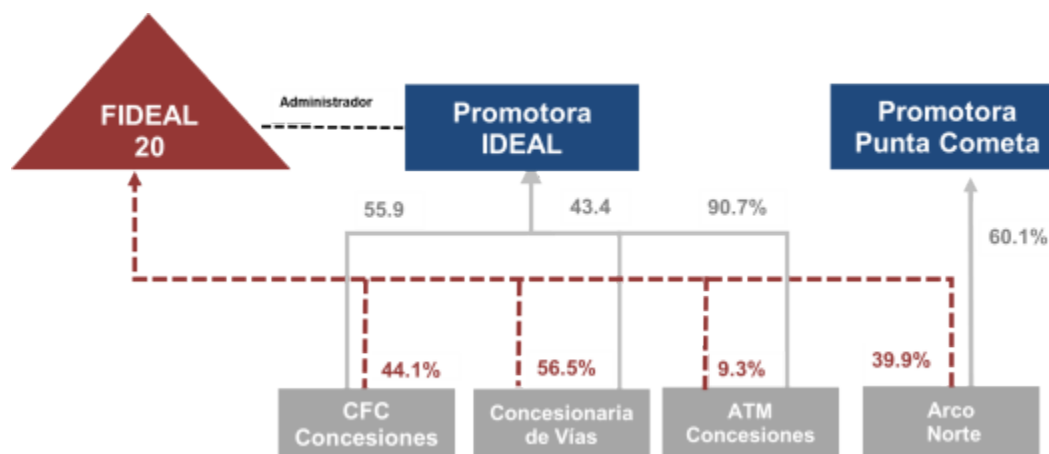 FIDEAL
20
Administrador
Promotora
IDEAL
Promotora
Punta Cometa
55.9
43.4
90.7%
60.1%
44.1%
56.5%
9.3%
39.9%
CFC
Concesiones
Concesionaria
de Vías
ATM
Concesiones
Arco
Norte